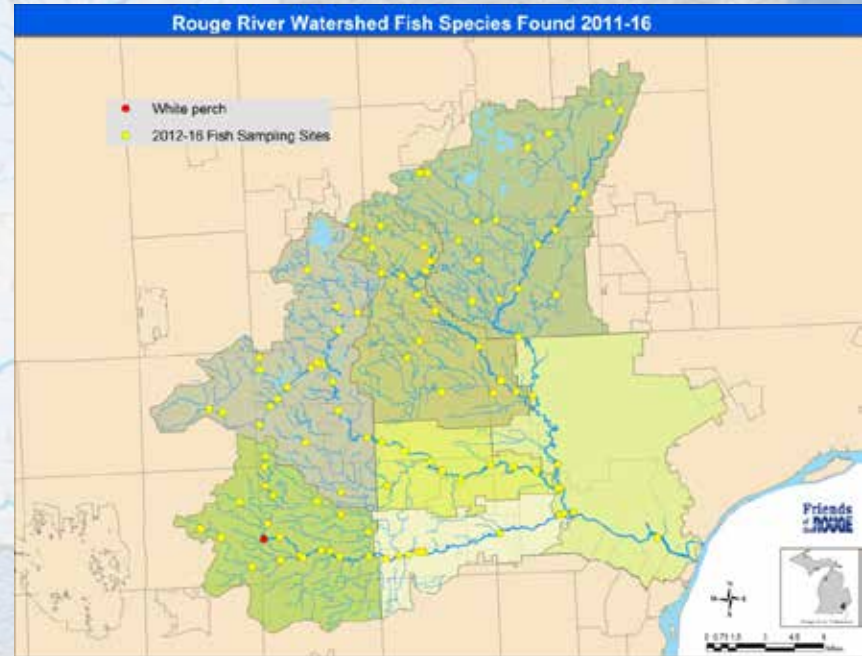 Rouge River Watershed Fish Species Found 2011-16
White perch
2012-16 Fish Sampling Sites
Friends
of the ROUGE